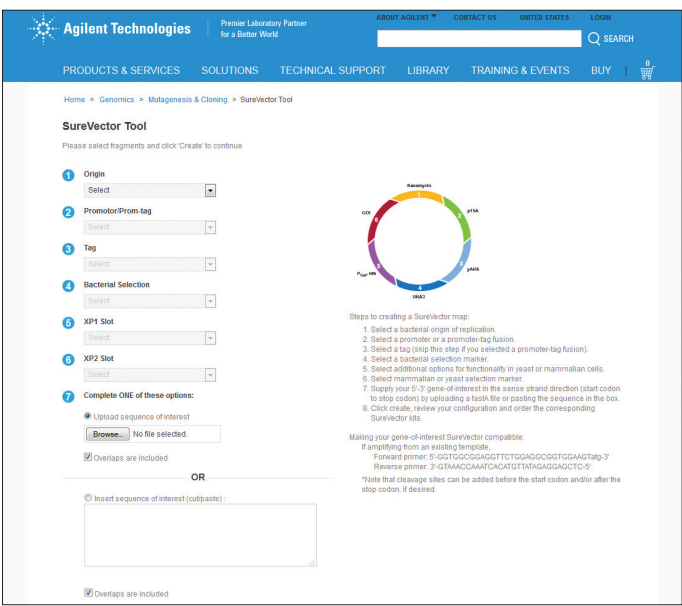 Agilent Technologies
Premier Laboratory Partner
for a Better World
ABOUT AGILENT CONTACT US UNITED STATES LOGIN
SEARCH
PRODUCTS & SERVICES SOLUTIONS TECHNICAL SUPPORT LIBRARY TRAINING & EVENTS BUY | 0
Home > Genomics > Mutagenesis & Cloning > SureVector Tool
SureVector Tool
Please select fragments and click 'Create' to continue
1 Origin
Select
2 Promotor/Prom-tag
Select
3 Tag
Select
4 Bacterial Selection
Select
5 XP1 Slot
Select
6 XP2 Slot
Select
7 Complete ONE of these options:
Upload sequence of interest
Browse... No file selected.
Overlaps are included
OR
Insert sequence of interest (cut/paste) :
Overlaps are included
Kanamycin
1
p15A
2
yARS
3
URA3
4
5
GOI
6
Steps to creating a SureVector map:
1. Select a bacterial origin of replication.
2. Select a promoter or a promoter-tag fusion.
3. Select a tag (skip this step if you selected a promoter-tag fusion).
4. Select a bacterial selection marker.
5. Select additional options for functionality in yeast or mammalian cells.
6. Select mammalian or yeast selection marker.
7. Supply your 5'-3' gene-of-interest in the sense strand direction (start codon
to stop codon) by uploading a fastA file or pasting the sequence in the box.
8. Click create, review your configuration and order the corresponding
SureVector kits.
Making your gene-of-interest SureVector compatible:
If amplifying from an existing template,
Forward primer: 5'-GGTGGCGGAGGTTCTGGAGGCGGTGGAAGTatg-3'
Reverse primer: 3'-GTAAACCAAATCACATGTTATAGAGGAGCTC-5'
*Note that cleavage sites can be added before the start codon and/or after the
stop codon, if desired.